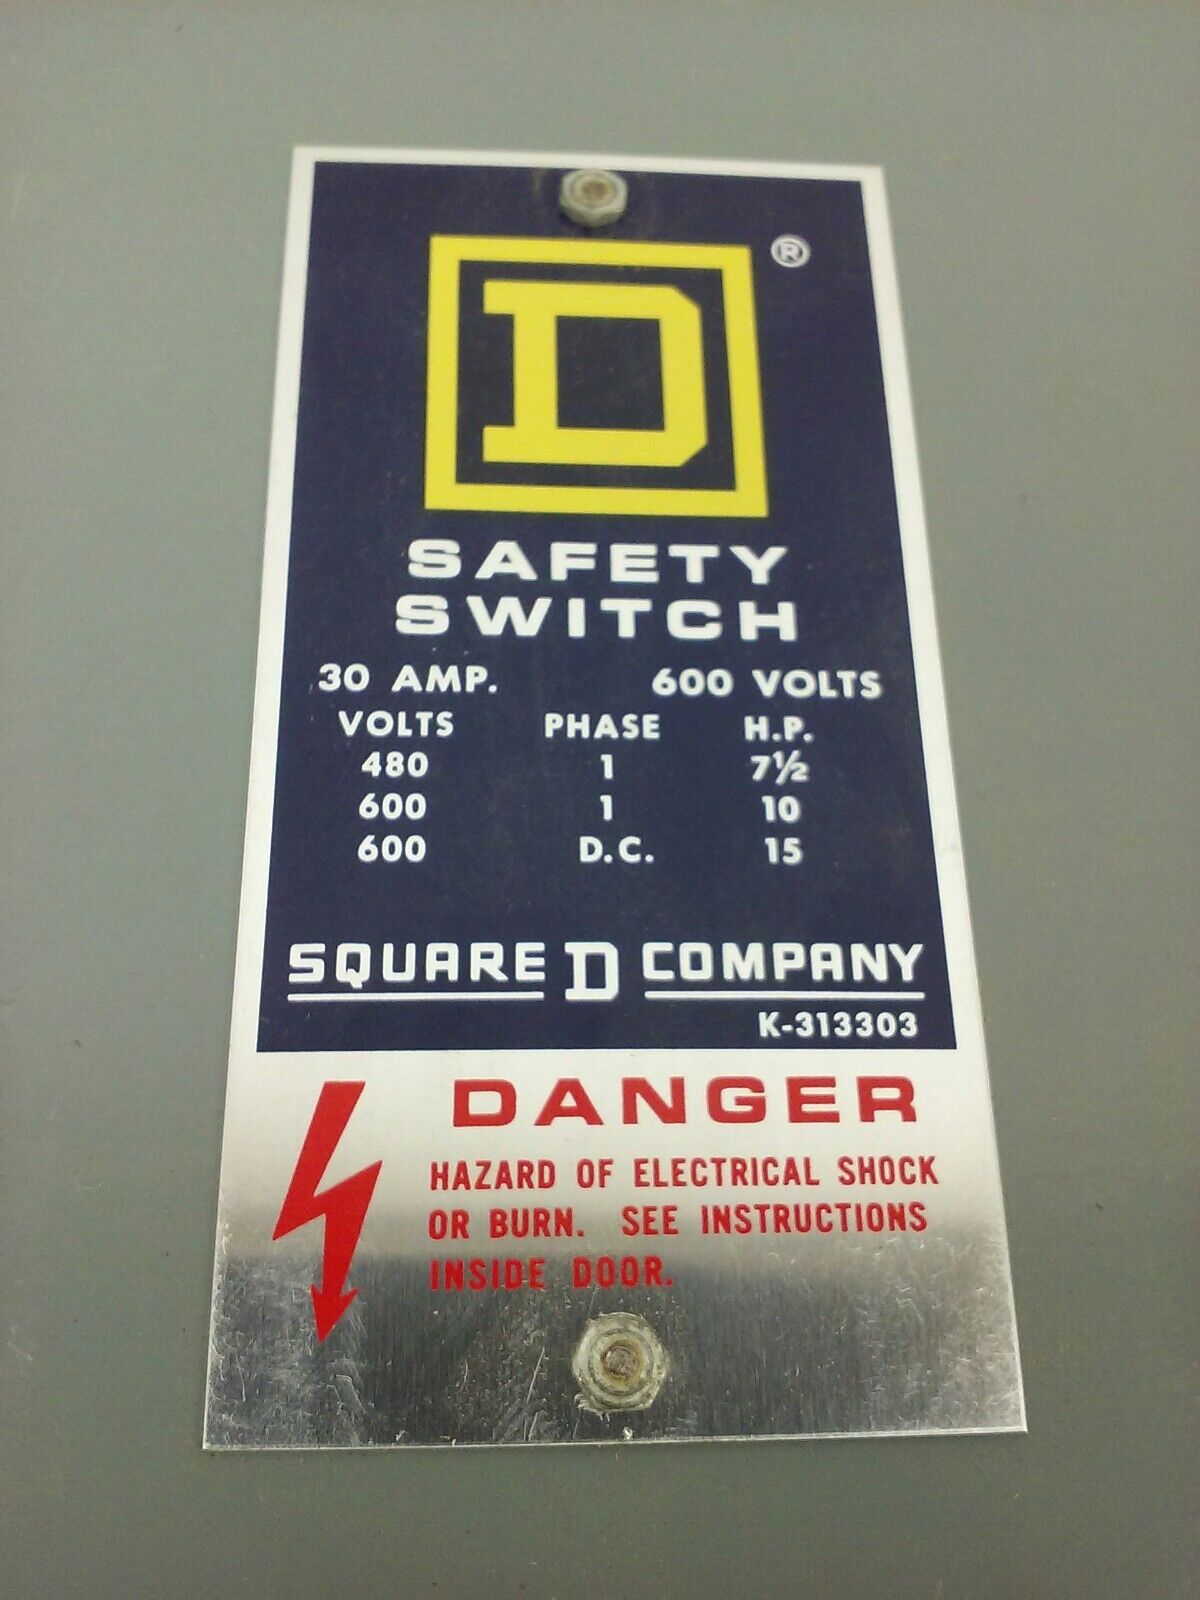 D ®
SAFETY
SWITCH
30 AMP. 600 VOLTS
VOLTS PHASE H.P.
480 1 7½
600 1 10
600 D.C. 15
SQUARE D COMPANY
K-313303
DANGER
HAZARD OF ELECTRICAL SHOCK
OR BURN. SEE INSTRUCTIONS
INSIDE DOOR.